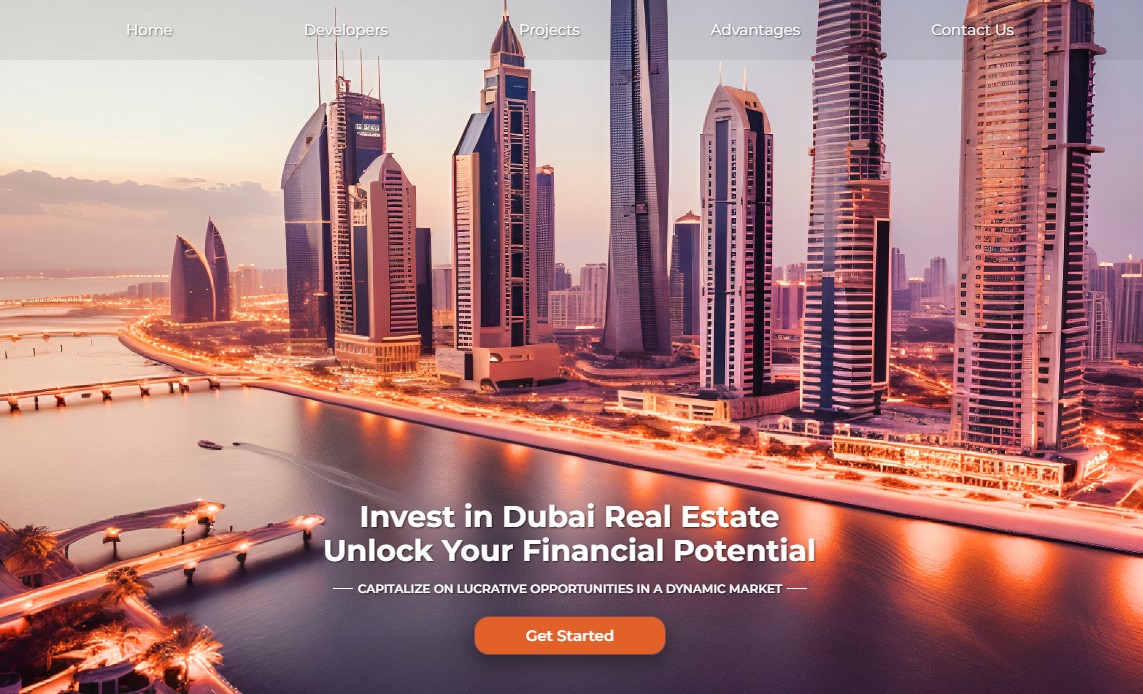 Home Developers Projects Advantages Contact Us
Invest in Dubai Real Estate
Unlock Your Financial Potential
CAPITALIZE ON LUCRATIVE OPPORTUNITIES IN A DYNAMIC MARKET
Get Started